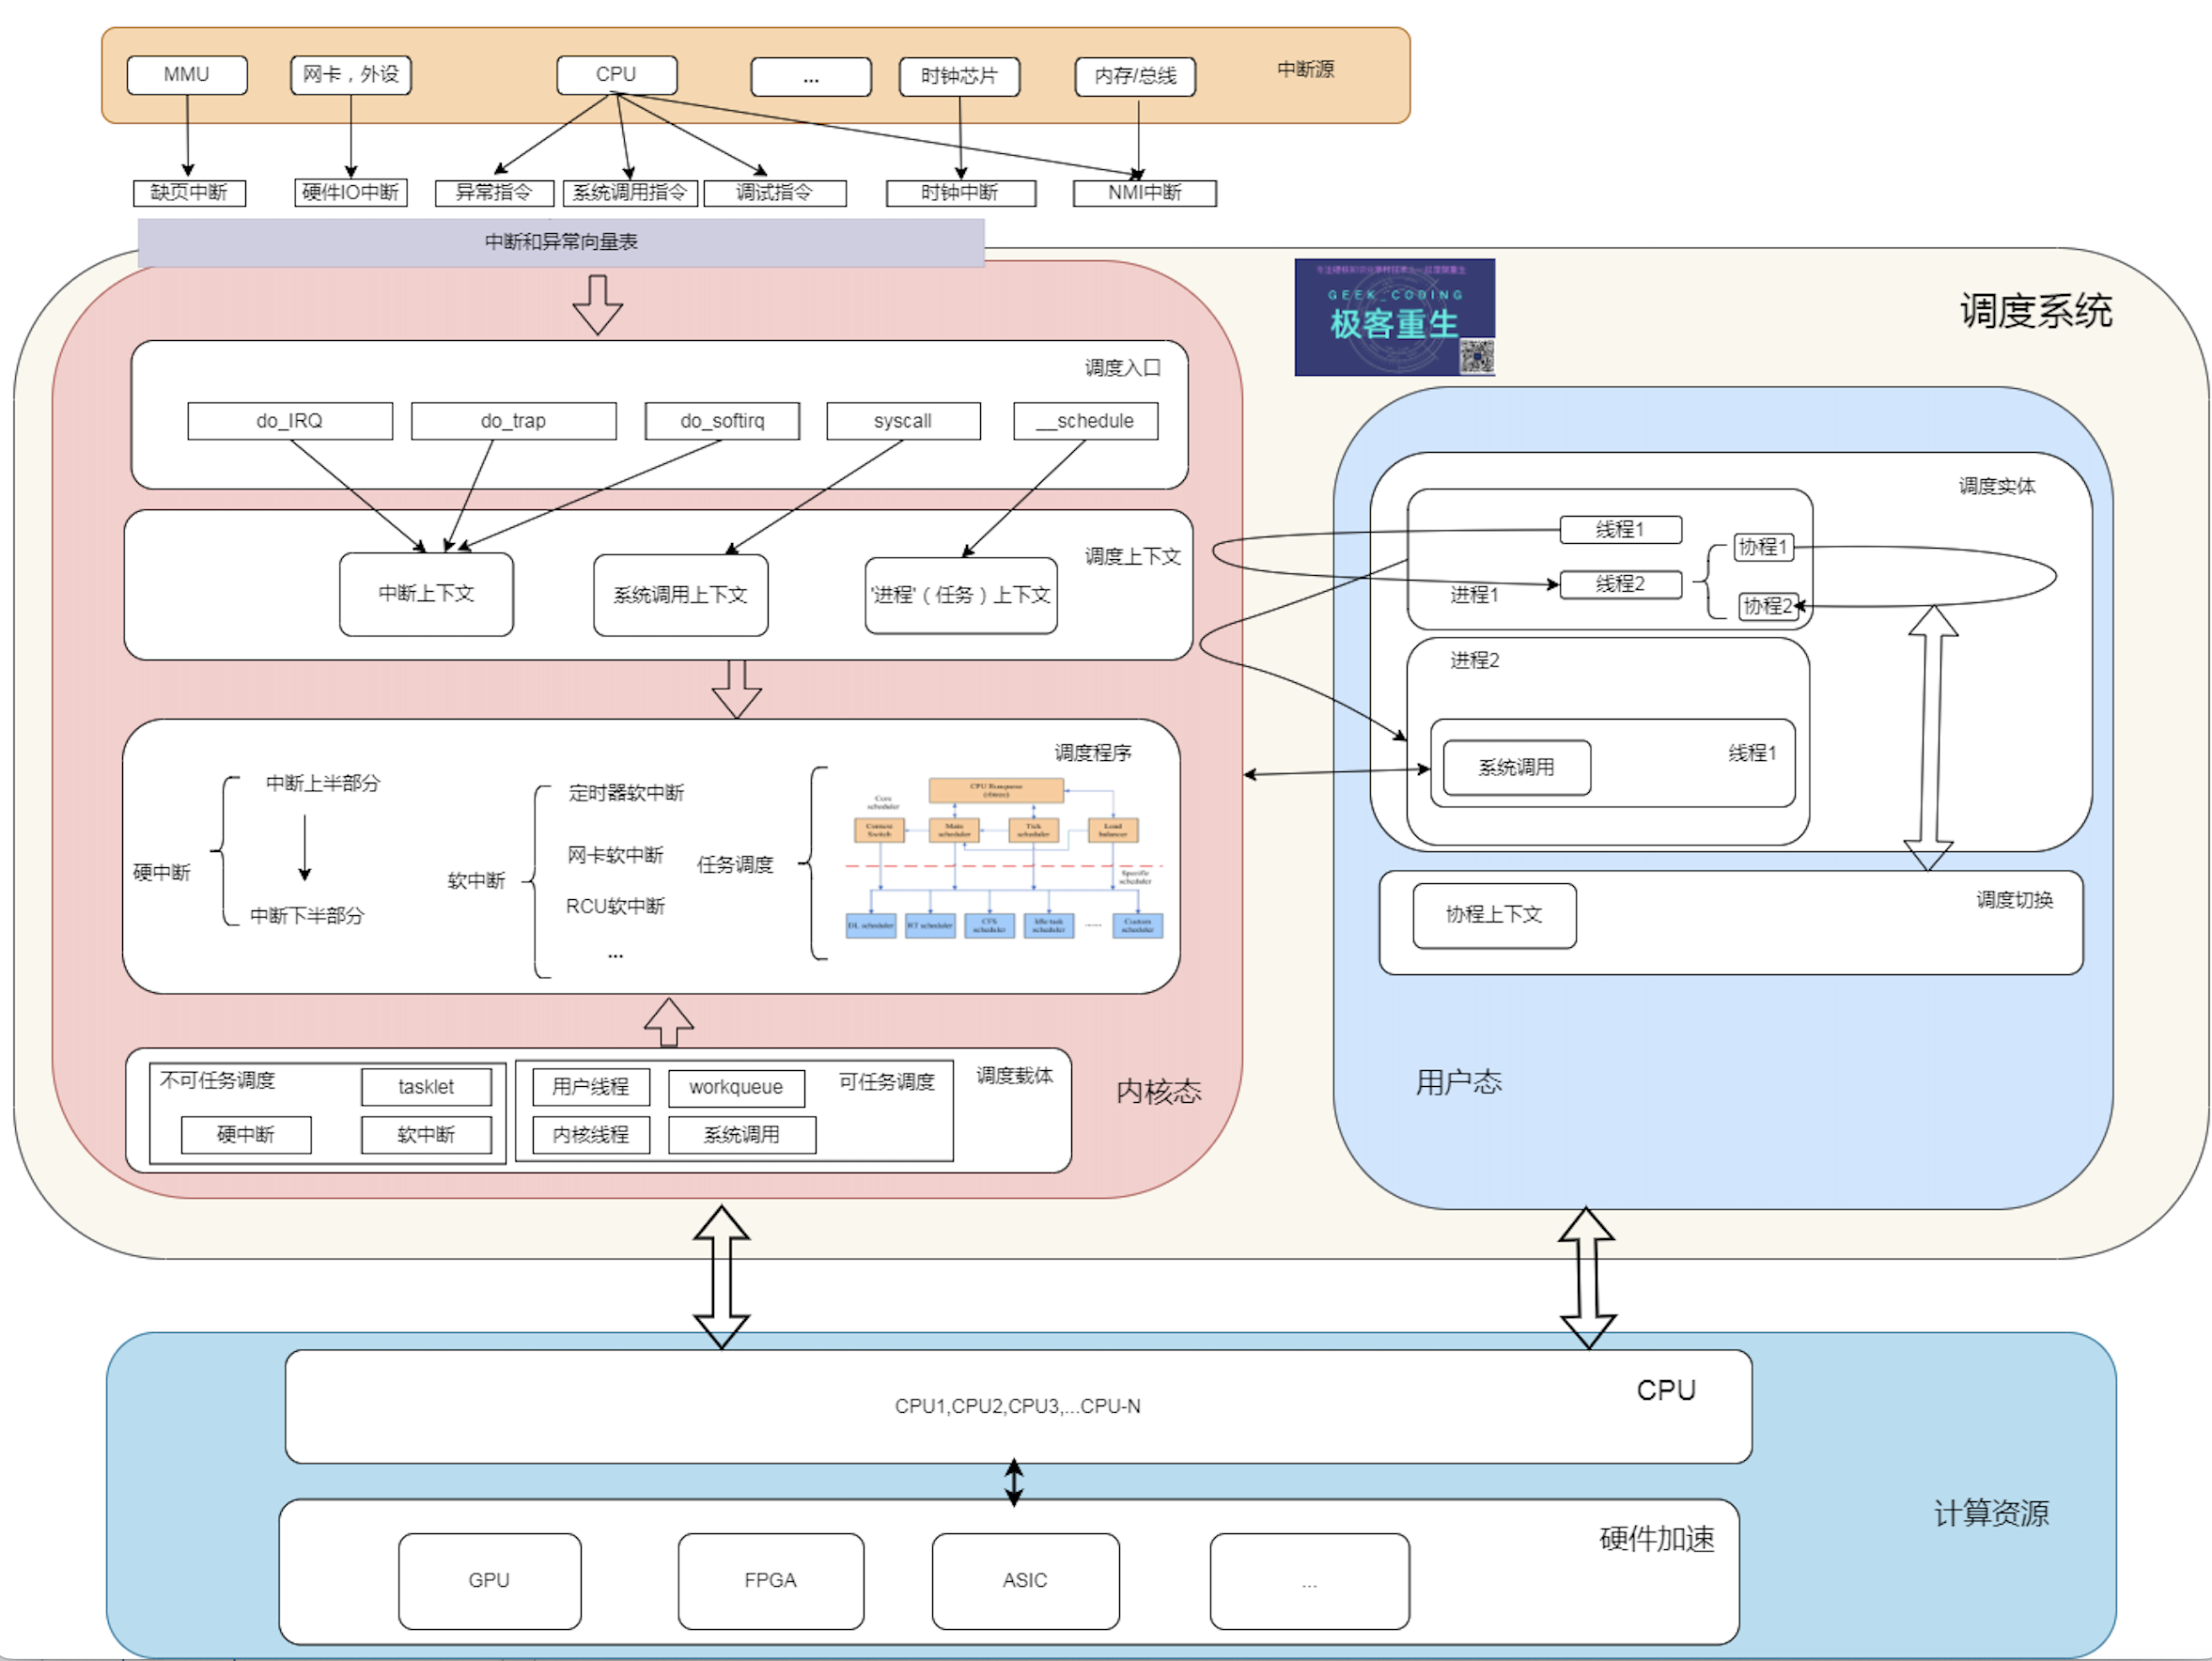 MMU
网卡，外设
CPU
...
时钟芯片
内存/总线
中断源
缺页中断
硬件IO中断
异常指令
系统调用指令
调试指令
时钟中断
NMI中断
中断和异常向量表
GEEK_CODING
极客重生
调度系统
调度入口
do_IRQ
do_trap
do_softirq
syscall
__schedule
调度上下文
中断上下文
系统调用上下文
'进程'（任务）上下文
调度程序
硬中断
中断上半部分
中断下半部分
软中断
定时器软中断
网卡软中断
RCU软中断
...
任务调度
Core
scheduler
CPU Runqueue
Context
Switch
Main
scheduler
Tick
scheduler
Load
balancer
Specific
scheduler
DL scheduler
RT scheduler
CFS
scheduler
Idle task
scheduler
......
Custom
scheduler
调度载体
不可任务调度
tasklet
硬中断
软中断
可任务调度
用户线程
workqueue
内核线程
系统调用
内核态
调度实体
线程1
线程2
协程1
协程2
进程1
进程2
系统调用
线程1
调度切换
协程上下文
用户态
CPU
CPU1,CPU2,CPU3,...CPU-N
计算资源
硬件加速
GPU
FPGA
ASIC
...